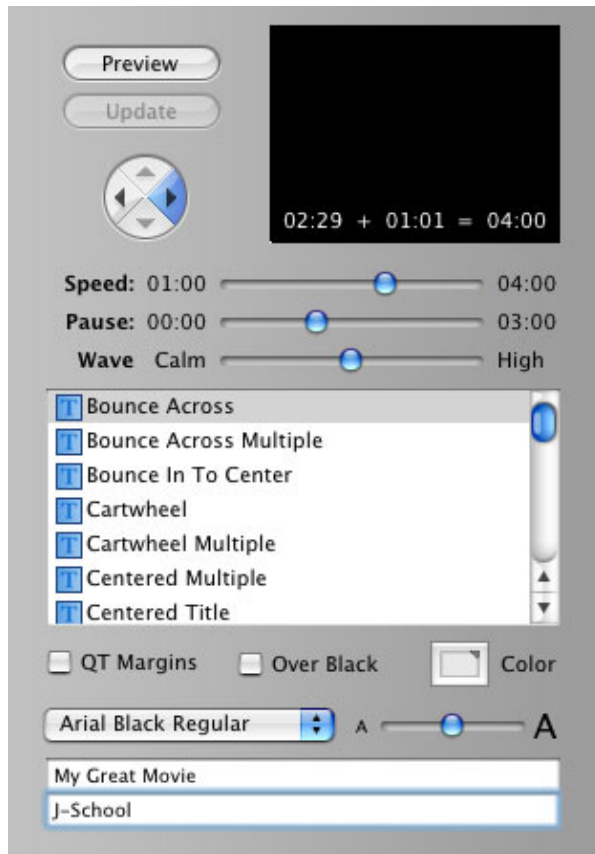 Preview
Update
02:29 + 01:01 = 04:00
Speed: 01:00 04:00
Pause: 00:00 03:00
Wave Calm High
T Bounce Across
T Bounce Across Multiple
T Bounce In To Center
T Cartwheel
T Cartwheel Multiple
T Centered Multiple
T Centered Title
QT Margins Over Black Color
Arial Black Regular A A
My Great Movie
J-School